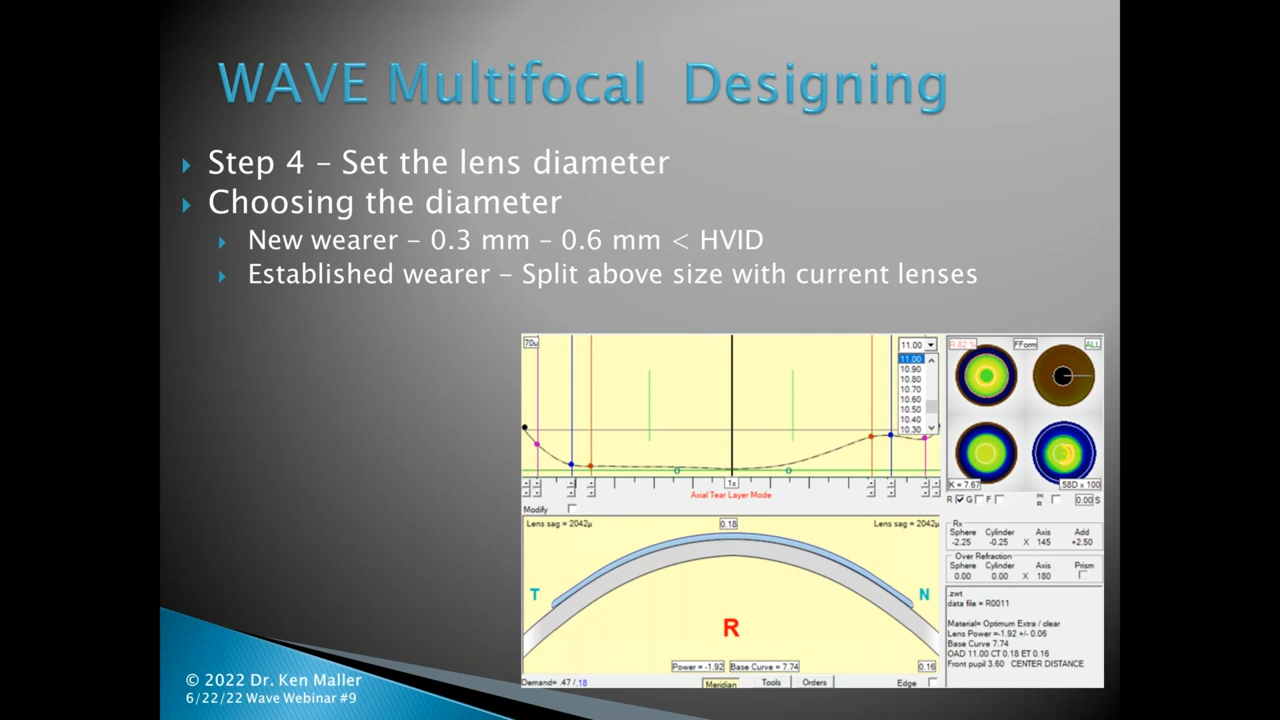 WAVE Multifocal Designing
Step 4 – Set the lens diameter
Choosing the diameter
New wearer – 0.3 mm – 0.6 mm < HVID
Established wearer – Split above size with current lenses
70u
11.00
11.00
10.90
10.80
10.70
10.60
10.50
10.40
10.30
1x
Axial Tear Layer Mode
Modify
Lens sag = 2042µ
0.18
Lens sag = 2042µ
T
N
R
Power = -1.92
Base Curve = 7.74
0.16
Demand= .47 / .18
Meridian
Tools
Orders
Edge
R 82 %
FForm
ALL
K = 7.67
58D x 100
R
G
F
0.00 S
Rx
Sphere Cylinder Axis Add
-2.25 -0.25 X 145 +2.50
Over Refraction
Sphere Cylinder Axis Prism
0.00 0.00 X 180
.zwt
data file = R0011
Material= Optimum Extra / clear
Lens Power =-1.92 +/- 0.06
Base Curve 7.74
OAD 11.00 CT 0.18 ET 0.16
Front pupil 3.60 CENTER DISTANCE
© 2022 Dr. Ken Maller
6/22/22 Wave Webinar #9